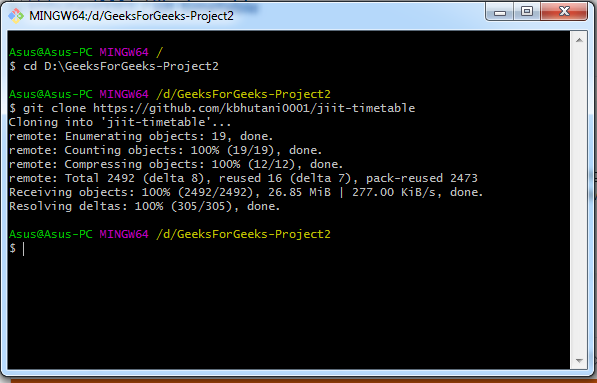 MINGW64:/d/GeeksForGeeks-Project2
Asus@Asus-PC MINGW64 /
$ cd D:\GeeksForGeeks-Project2
Asus@Asus-PC MINGW64 /d/GeeksForGeeks-Project2
$ git clone https://github.com/kbhutani0001/jiit-timetable
Cloning into 'jiit-timetable'...
remote: Enumerating objects: 19, done.
remote: Counting objects: 100% (19/19), done.
remote: Compressing objects: 100% (12/12), done.
remote: Total 2492 (delta 8), reused 16 (delta 7), pack-reused 2473
Receiving objects: 100% (2492/2492), 26.85 MiB | 277.00 KiB/s, done.
Resolving deltas: 100% (305/305), done.
Asus@Asus-PC MINGW64 /d/GeeksForGeeks-Project2
$